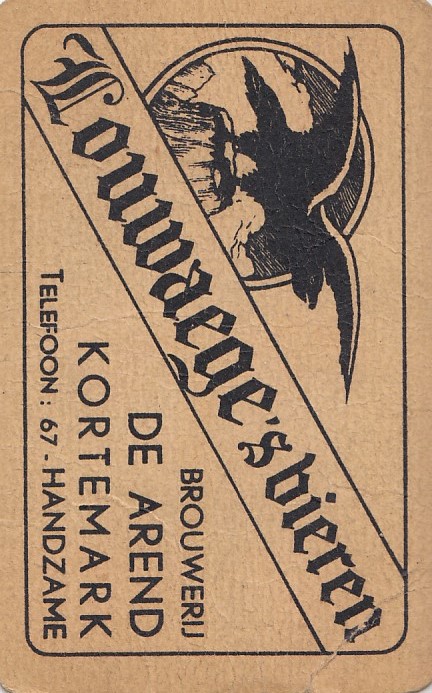 Louwaege's bieren
BROUWERIJ
DE AREND
KORTEMARK
TELEFOON: 67 - HANDZAME